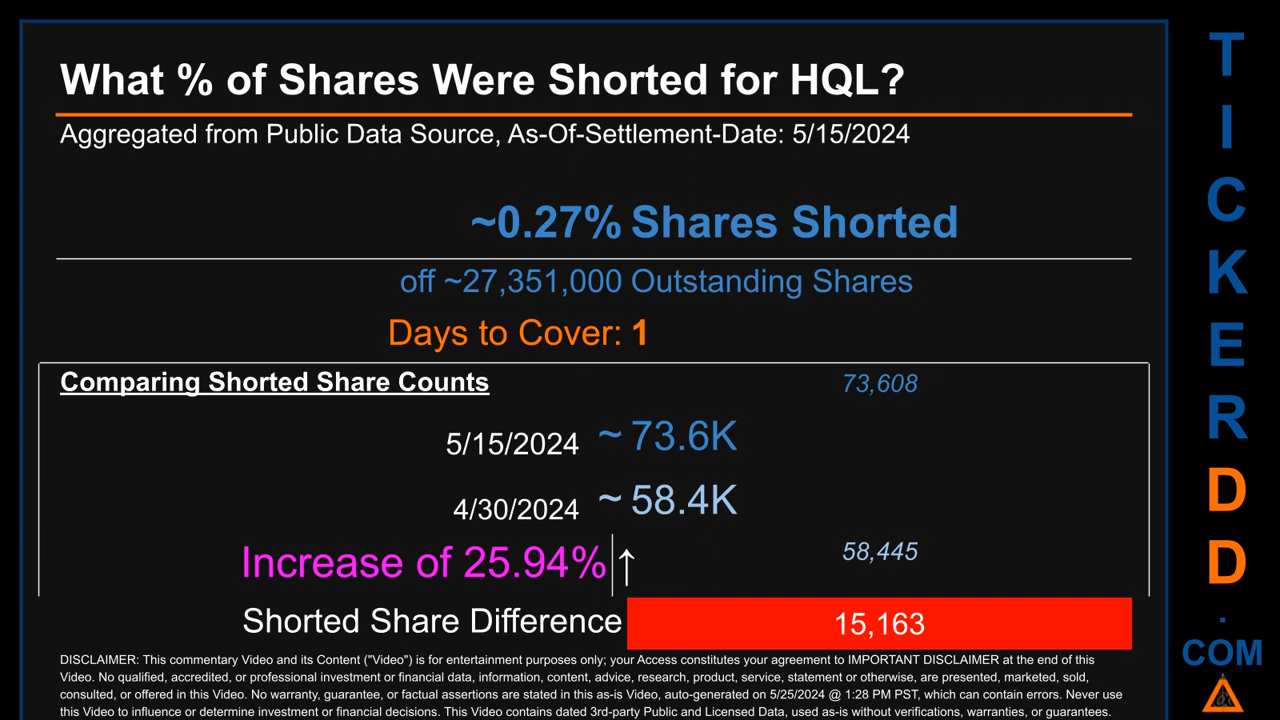 What % of Shares Were Shorted for HQL?
Aggregated from Public Data Source, As-Of-Settlement-Date: 5/15/2024
~0.27% Shares Shorted
off ~27,351,000 Outstanding Shares
Days to Cover: 1
Comparing Shorted Share Counts
73,608
5/15/2024 ~ 73.6K
4/30/2024 ~ 58.4K
58,445
Increase of 25.94% ↑
Shorted Share Difference 15,163
DISCLAIMER: This commentary Video and its Content ("Video") is for entertainment purposes only; your Access constitutes your agreement to IMPORTANT DISCLAIMER at the end of this
Video. No qualified, accredited, or professional investment or financial data, information, content, advice, research, product, service, statement or otherwise, are presented, marketed, sold,
consulted, or offered in this Video. No warranty, guarantee, or factual assertions are stated in this as-is Video, auto-generated on 5/25/2024 @ 1:28 PM PST, which can contain errors. Never use
this Video to influence or determine investment or financial decisions. This Video contains dated 3rd-party Public and Licensed Data, used as-is without verifications, warranties, or guarantees.
T
I
C
K
E
R
D
D
.
COM